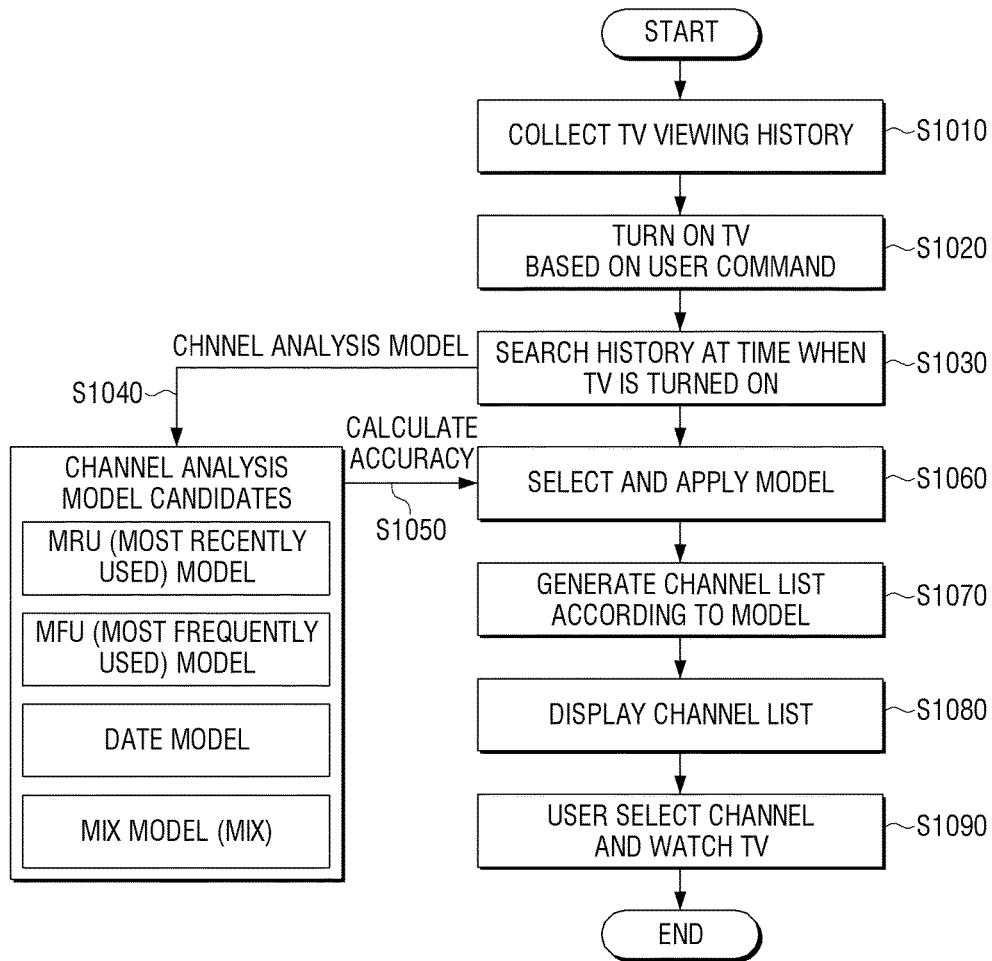 START
COLLECT TV VIEWING HISTORY
S1010
TURN ON TV
BASED ON USER COMMAND
S1020
CHNNEL ANALYSIS MODEL
SEARCH HISTORY AT TIME WHEN
TV IS TURNED ON
S1030
S1040
CALCULATE
ACCURACY
S1050
CHANNEL ANALYSIS
MODEL CANDIDATES
MRU (MOST RECENTLY
USED) MODEL
MFU (MOST FREQUENTLY
USED) MODEL
DATE MODEL
MIX MODEL (MIX)
SELECT AND APPLY MODEL
S1060
GENERATE CHANNEL LIST
ACCORDING TO MODEL
S1070
DISPLAY CHANNEL LIST
S1080
USER SELECT CHANNEL
AND WATCH TV
S1090
END